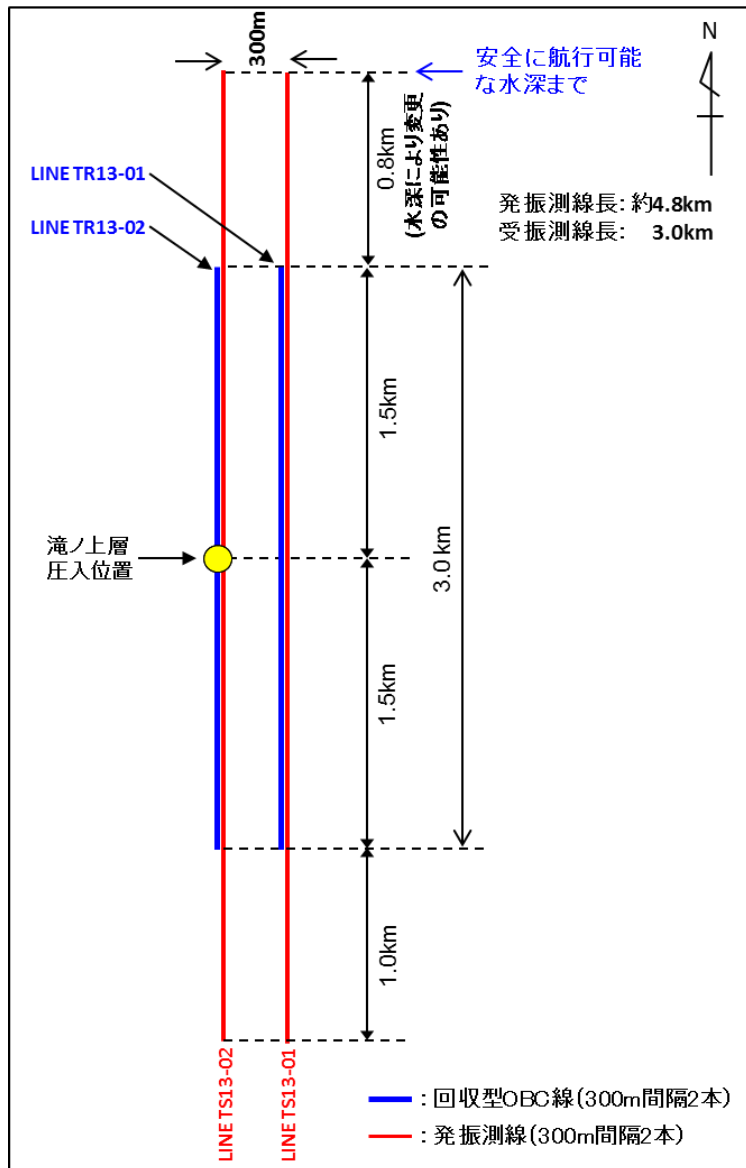 300m
N
安全に航行可能
な水深まで
0.8km
(水深により変更
の可能性あり)
LINE TR13-01
LINE TR13-02
発振測線長: 約4.8km
受振測線長: 3.0km
1.5km
滝ノ上層
圧入位置
3.0 km
1.5km
1.0km
LINE TS13-02
LINE TS13-01
: 回収型OBC線(300m間隔2本)
: 発振測線(300m間隔2本)